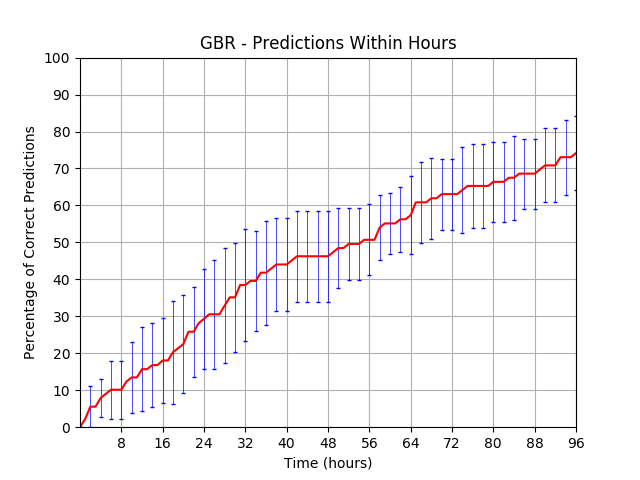 GBR - Predictions Within Hours
Percentage of Correct Predictions
100
90
80
70
60
50
40
30
20
10
0
8 16 24 32 40 48 56 64 72 80 88 96
Time (hours)